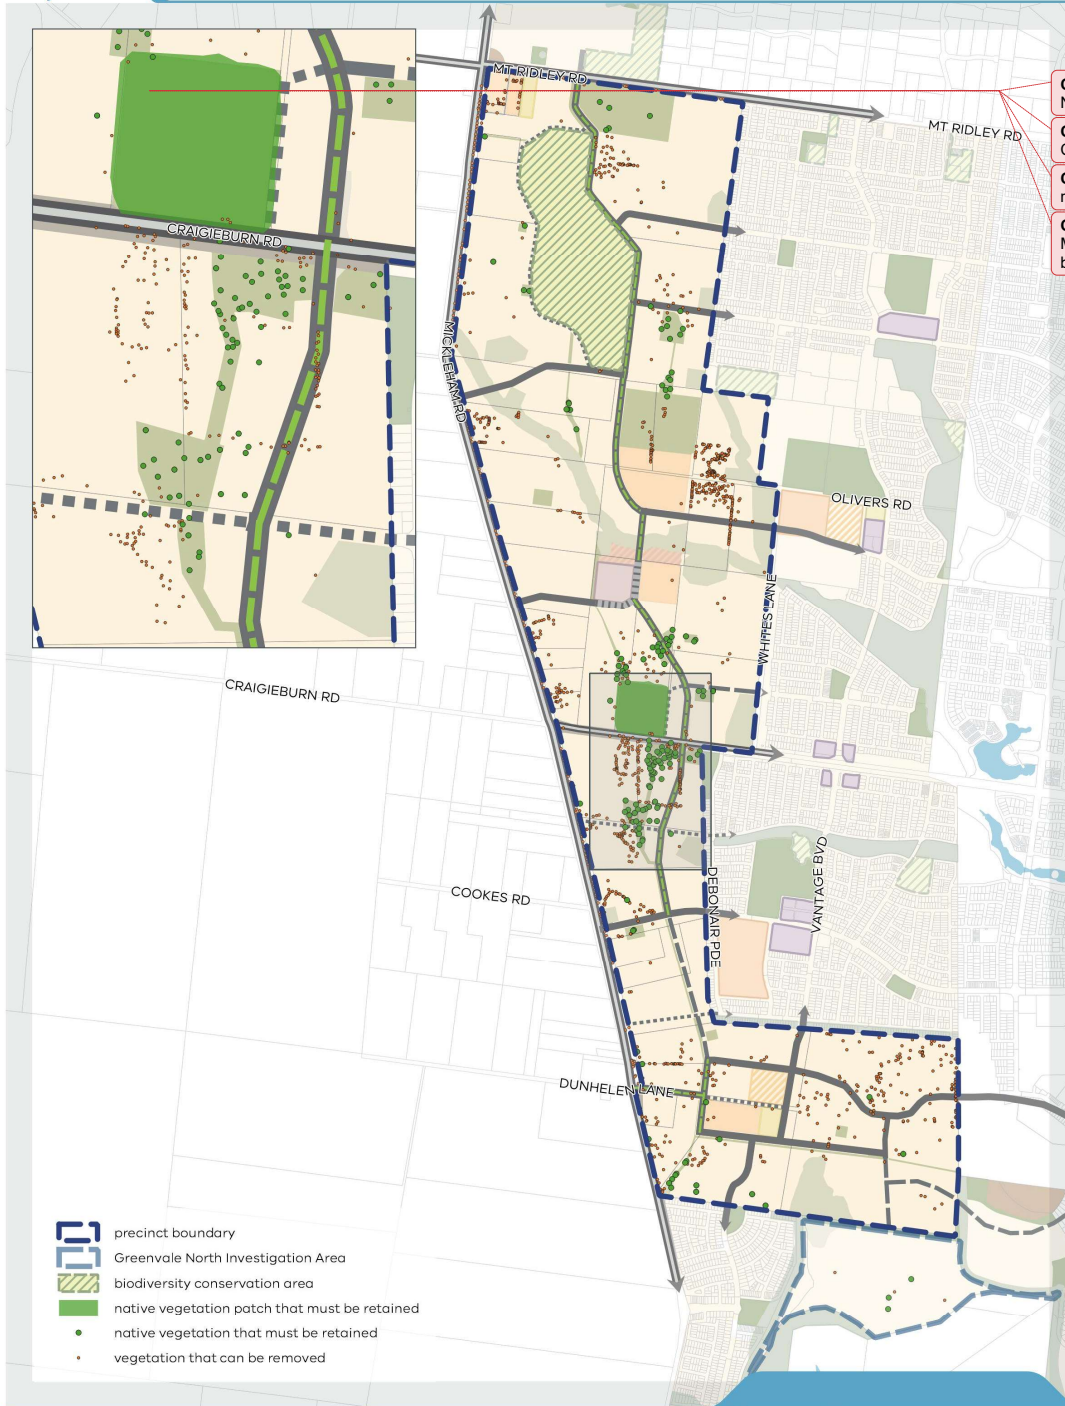 MT RIDLEY RD
MT RIDLEY RD
CRAIGIEBURN RD
MICKLEHAM RD
OLIVERS RD
WHITES LANE
CRAIGIEBURN RD
COOKES RD
DEBONAIR PDE
VANTAGE BVD
DUNHELEN LANE
precinct boundary
Greenvale North Investigation Area
biodiversity conservation area
native vegetation patch that must be retained
native vegetation that must be retained
vegetation that can be removed